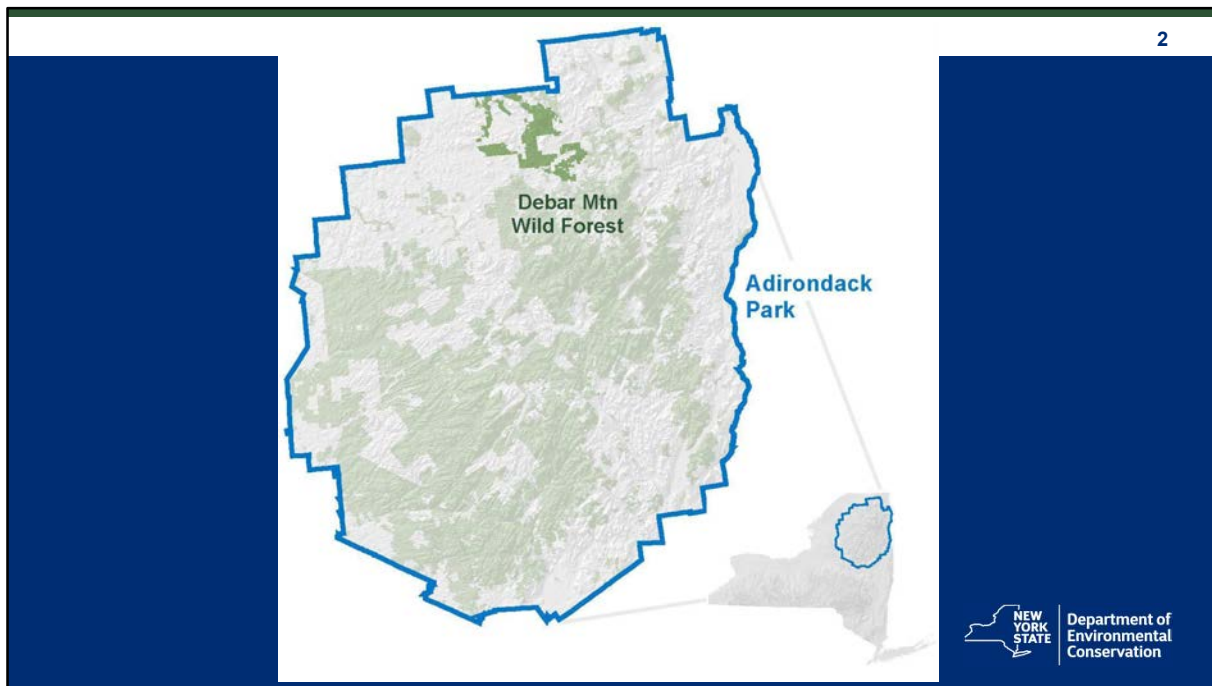 2
Debar Mtn
Wild Forest
Adirondack
Park
NEW
YORK
STATE
Department of
Environmental
Conservation